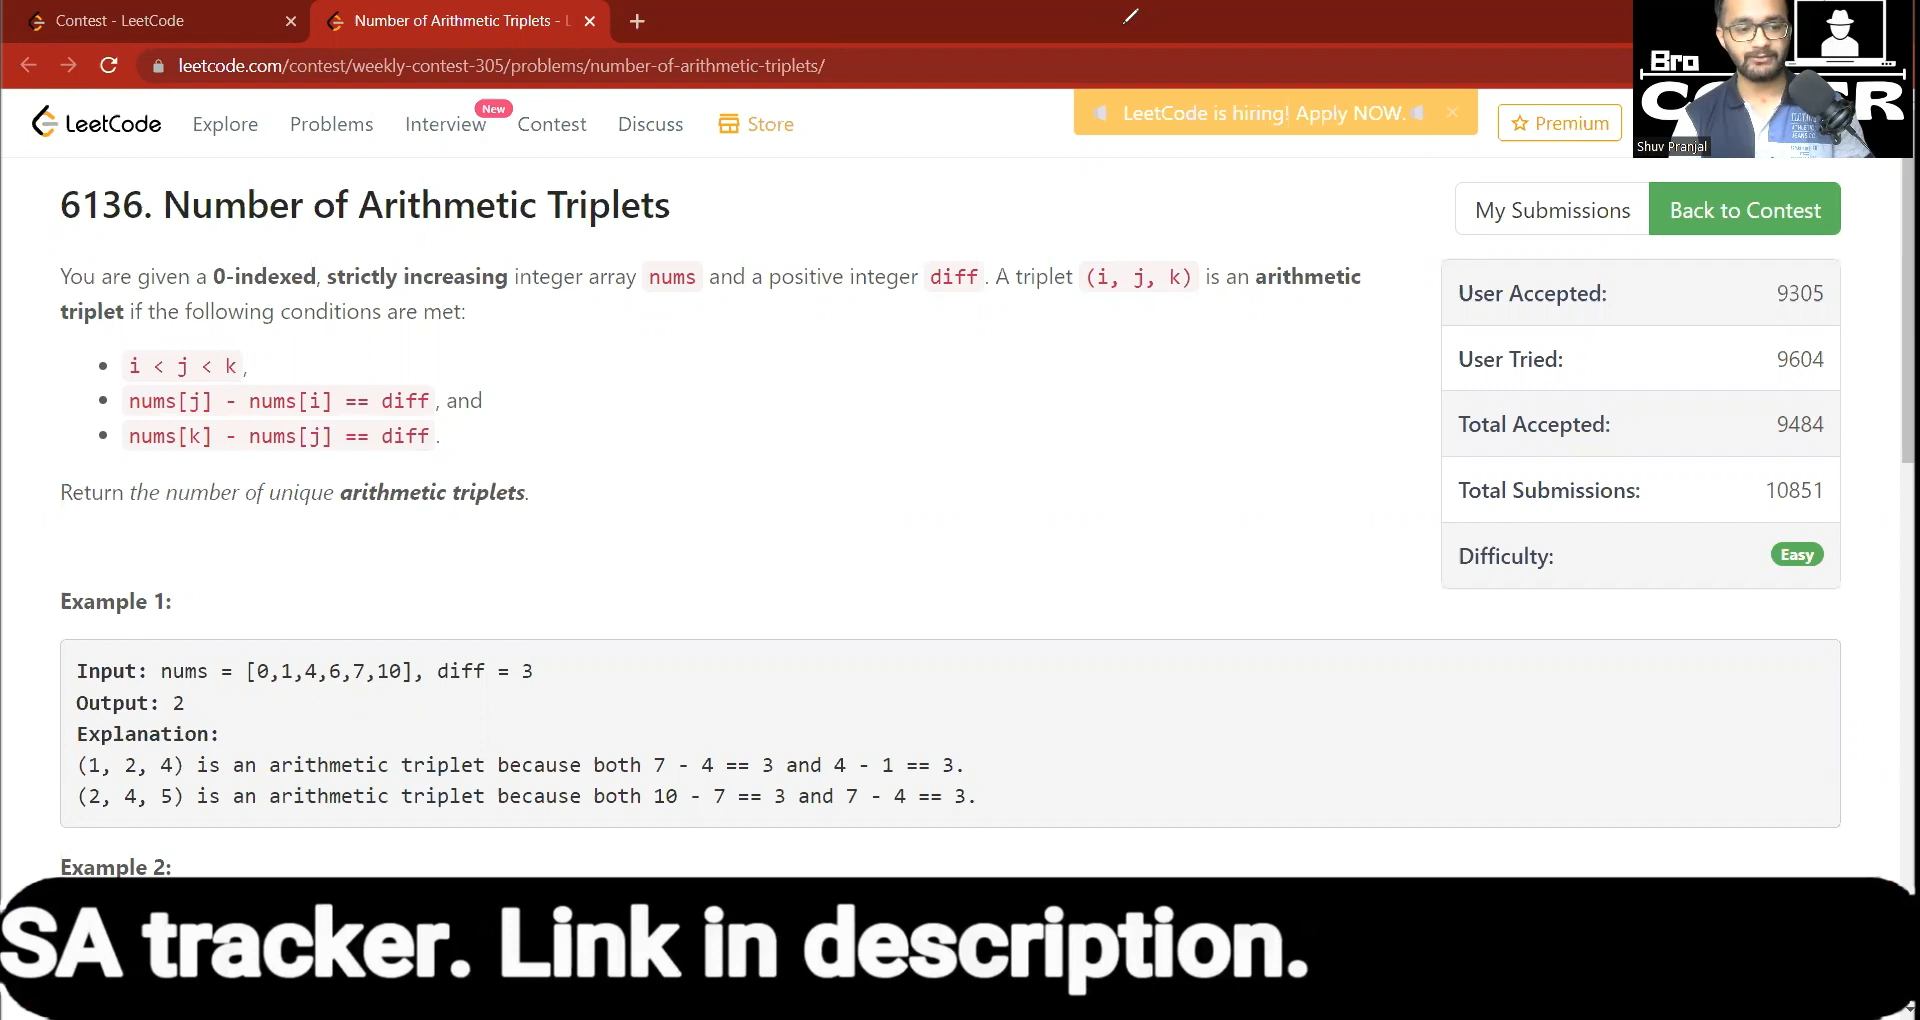 Contest - LeetCode
Number of Arithmetic Triplets - L
leetcode.com/contest/weekly-contest-305/problems/number-of-arithmetic-triplets/
LeetCode
Explore
Problems
Interview
New
Contest
Discuss
Store
LeetCode is hiring! Apply NOW.
Premium
Bro
Shuv Pranjal
6136. Number of Arithmetic Triplets
My Submissions
Back to Contest
You are given a 0-indexed, strictly increasing integer array nums and a positive integer diff. A triplet (i, j, k) is an arithmetic
triplet if the following conditions are met:
i < j < k,
nums[j] - nums[i] == diff, and
nums[k] - nums[j] == diff.
Return the number of unique arithmetic triplets.
User Accepted: 9305
User Tried: 9604
Total Accepted: 9484
Total Submissions: 10851
Difficulty: Easy
Example 1:
Input: nums = [0,1,4,6,7,10], diff = 3
Output: 2
Explanation:
(1, 2, 4) is an arithmetic triplet because both 7 - 4 == 3 and 4 - 1 == 3.
(2, 4, 5) is an arithmetic triplet because both 10 - 7 == 3 and 7 - 4 == 3.
Example 2:
SA tracker. Link in description.